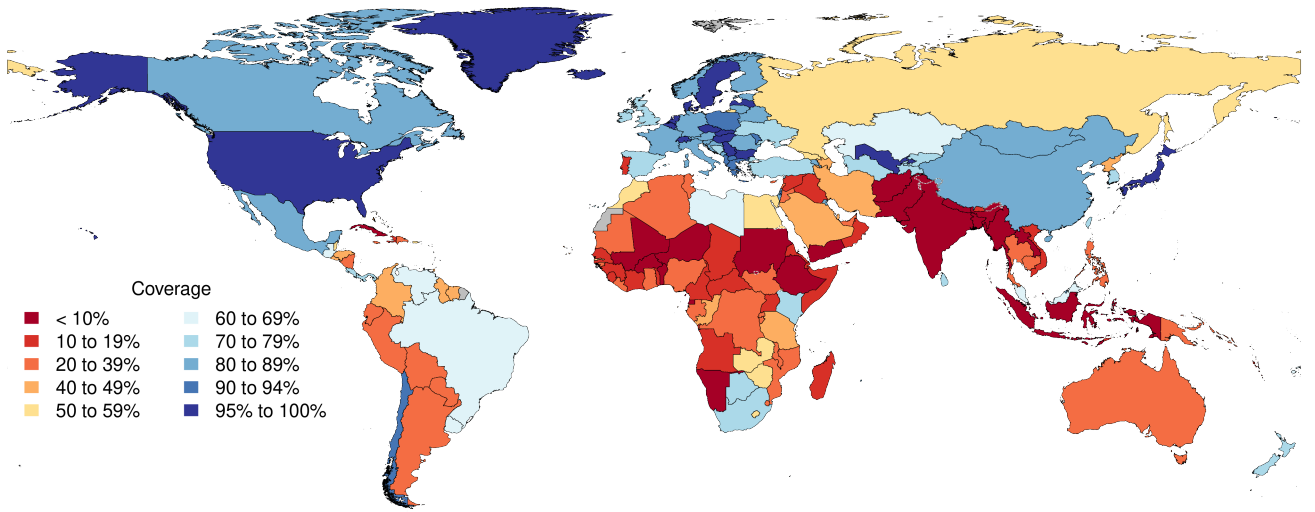 Coverage
< 10%
10 to 19%
20 to 39%
40 to 49%
50 to 59%
60 to 69%
70 to 79%
80 to 89%
90 to 94%
95% to 100%